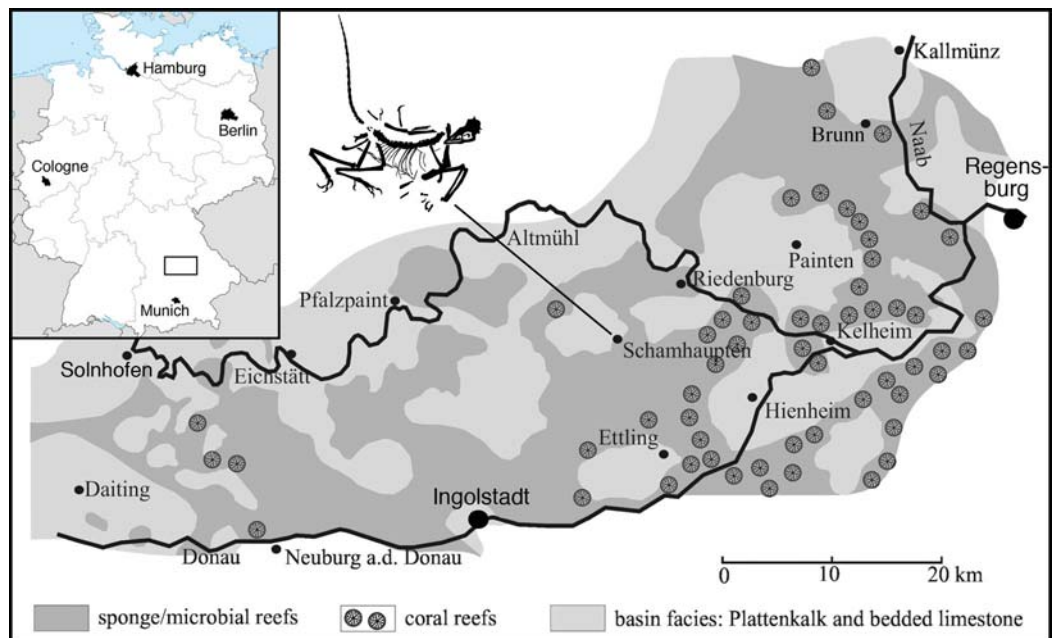 Hamburg
Berlin
Cologne
Munich
Kallmünz
Brunn
Naab
Regens-
burg
Altmühl
Painten
Riedenburg
Pfalzpaint
Schamhaupten
Kelheim
Solnhofen
Eichstätt
Hienheim
Ettling
Daiting
Ingolstadt
Donau
Neuburg a.d. Donau
0 10 20 km
sponge/microbial reefs
coral reefs
basin facies: Plattenkalk and bedded limestone